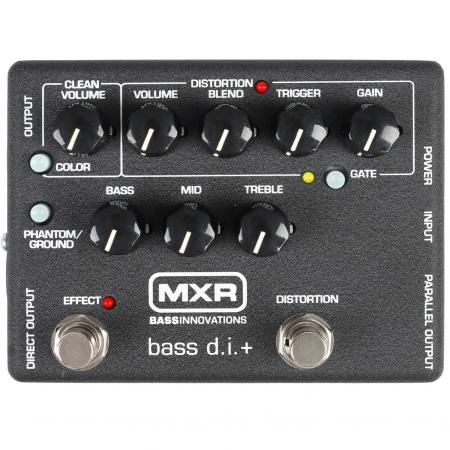 CLEAN
VOLUME
VOLUME
DISTORTION
BLEND
TRIGGER
GAIN
OUTPUT
COLOR
GATE
POWER
BASS
MID
TREBLE
PHANTOM/
GROUND
INPUT
EFFECT
MXR
DISTORTION
BASSINNOVATIONS
bass d.i.+
DIRECT OUTPUT
PARALLEL OUTPUT